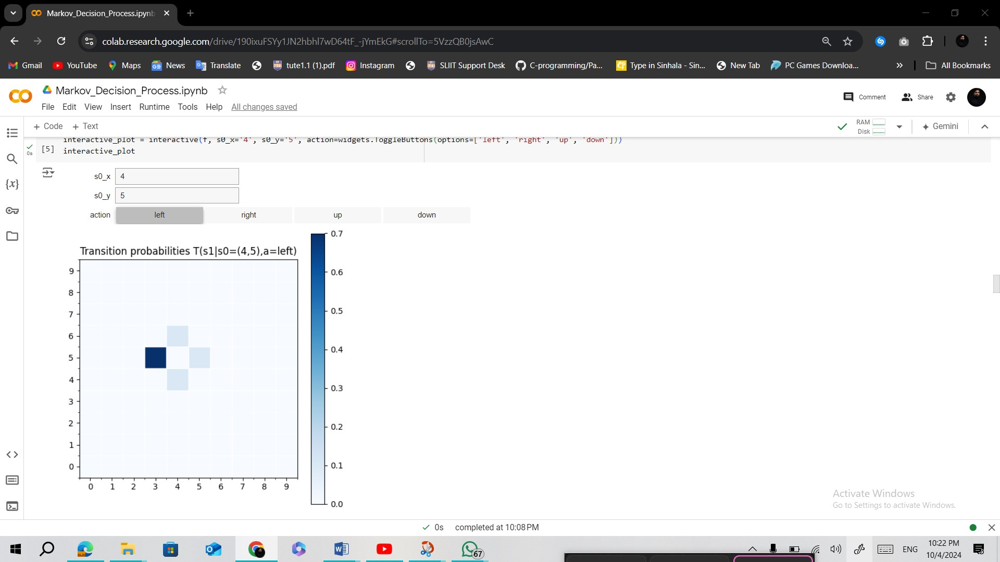 Markov_Decision_Process.ipynb
colab.research.google.com/drive/190ixuFSYy1JN2hbhl7wD64tF_-jYmEkG#scrollTo=5VzzQB0jsAwC
Gmail YouTube Maps News Translate tute1.1 (1).pdf Instagram SLIIT Support Desk C-programming/Pa... Type in Sinhala - Sin... New Tab PC Games Downloa... » All Bookmarks
CO Markov_Decision_Process.ipynb
Comment Share
File Edit View Insert Runtime Tools Help All changes saved
+ Code + Text
RAM
Disk
Gemini
interactive_plot = interactive(f, s0_x='4', s0_y='5', action=widgets.ToggleButtons(options=['left', 'right', 'up', 'down']))
[5] interactive_plot
0s
{x}
s0_x 4
s0_y 5
action left right up down
Transition probabilities T(s1|s0=(4,5),a=left)
9
8
7
6
5
4
3
2
1
0
0 1 2 3 4 5 6 7 8 9
0.7
0.6
0.5
0.4
0.3
0.2
0.1
0.0
Activate Windows
Go to Settings to activate Windows.
0s completed at 10:08 PM
67
ENG
10:22 PM
10/4/2024